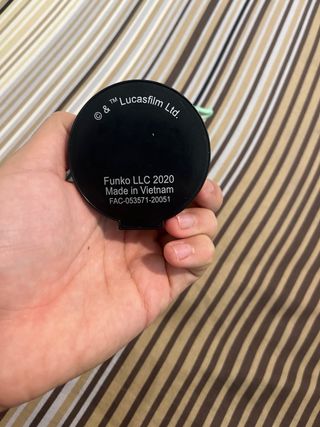 © & ™ Lucasfilm Ltd.
Funko LLC 2020
Made in Vietnam
FAC-053571-20051